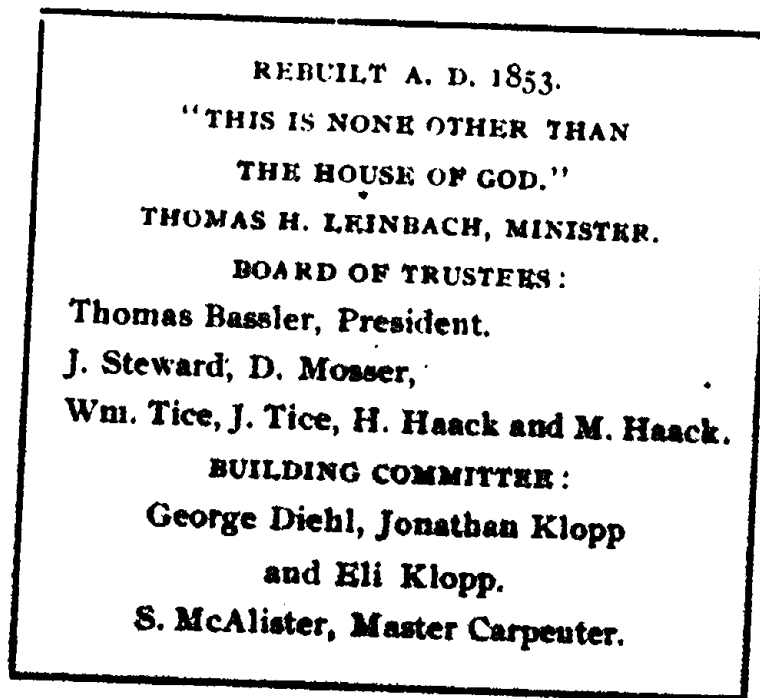 REBUILT A. D. 1853.
"THIS IS NONE OTHER THAN
THE HOUSE OF GOD."
THOMAS H. LEINBACH, MINISTER.
BOARD OF TRUSTEES:
Thomas Bassler, President.
J. Steward, D. Mosser,
Wm. Tice, J. Tice, H. Haack and M. Haack.
BUILDING COMMITTEE:
George Diehl, Jonathan Klopp
and Eli Klopp.
S. McAlister, Master Carpenter.